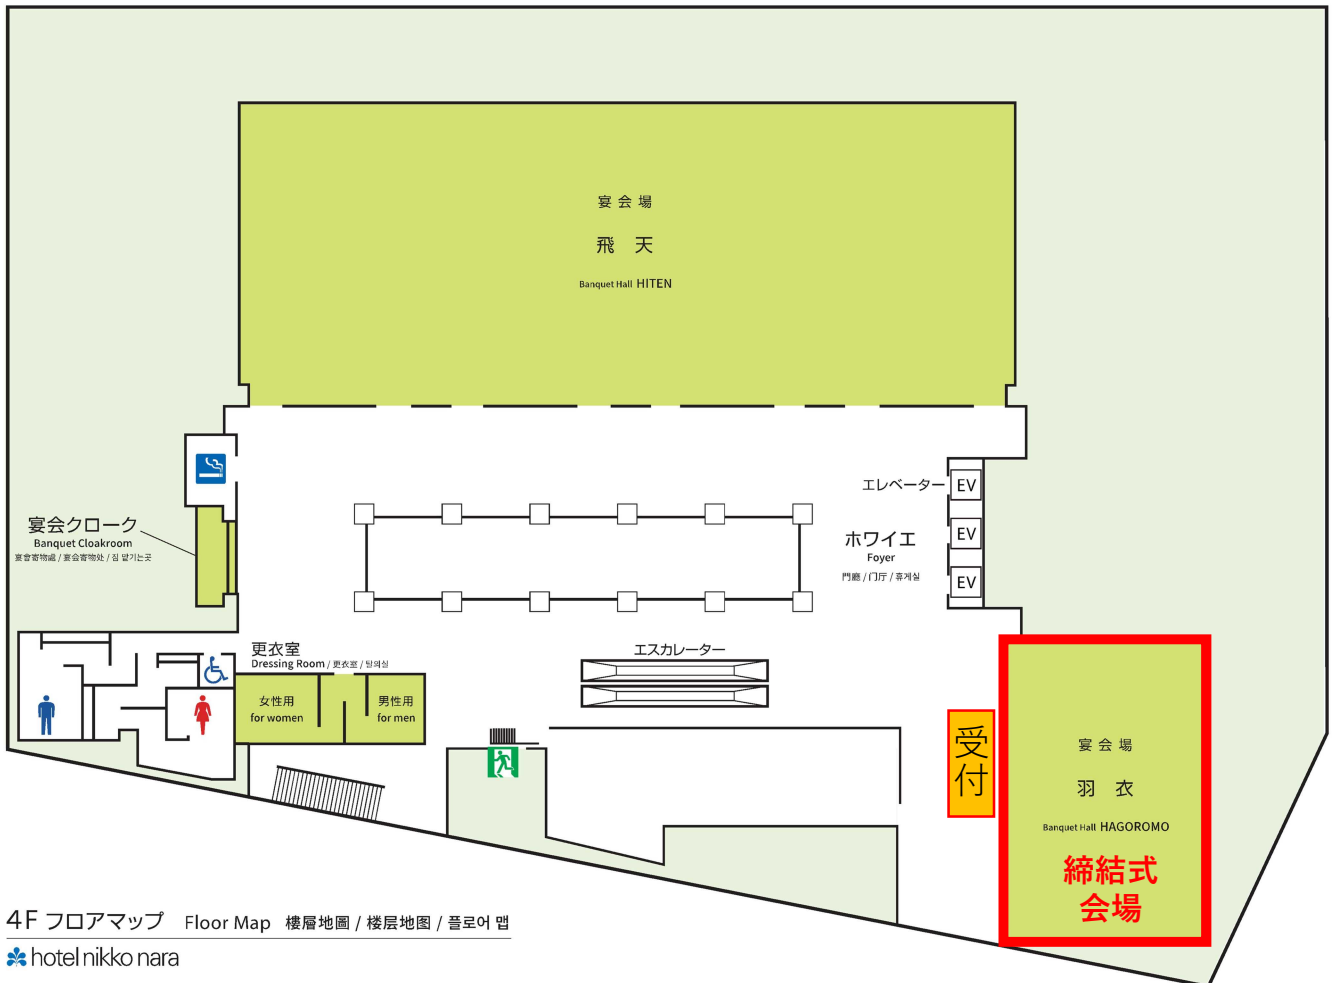 宴会場
飛 天
Banquet Hall HITEN
エレベーター
EV
EV
EV
ホワイエ
Foyer
門廳 / 门厅 / 휴게실
宴会クローク
Banquet Cloakroom
宴會寄物處 / 宴会寄物处 / 짐 맡기는곳
更衣室
Dressing Room / 更衣室 / 탈의실
女性用
for women
男性用
for men
エスカレーター
受付
宴会場
羽 衣
Banquet Hall HAGOROMO
締結式
会場
4F フロアマップ Floor Map 樓層地圖 / 楼层地图 / 플로어 맵
hotel nikko nara